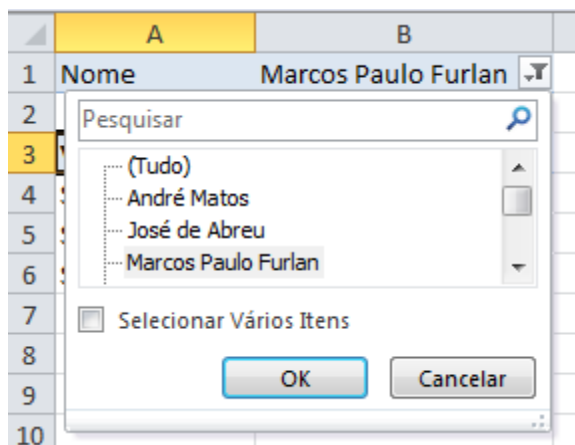 A B
1 Nome Marcos Paulo Furlan
2 Pesquisar
3 (Tudo)
4 André Matos
5 José de Abreu
6 Marcos Paulo Furlan
7 Selecionar Vários Itens
8 OK Cancelar
9
10